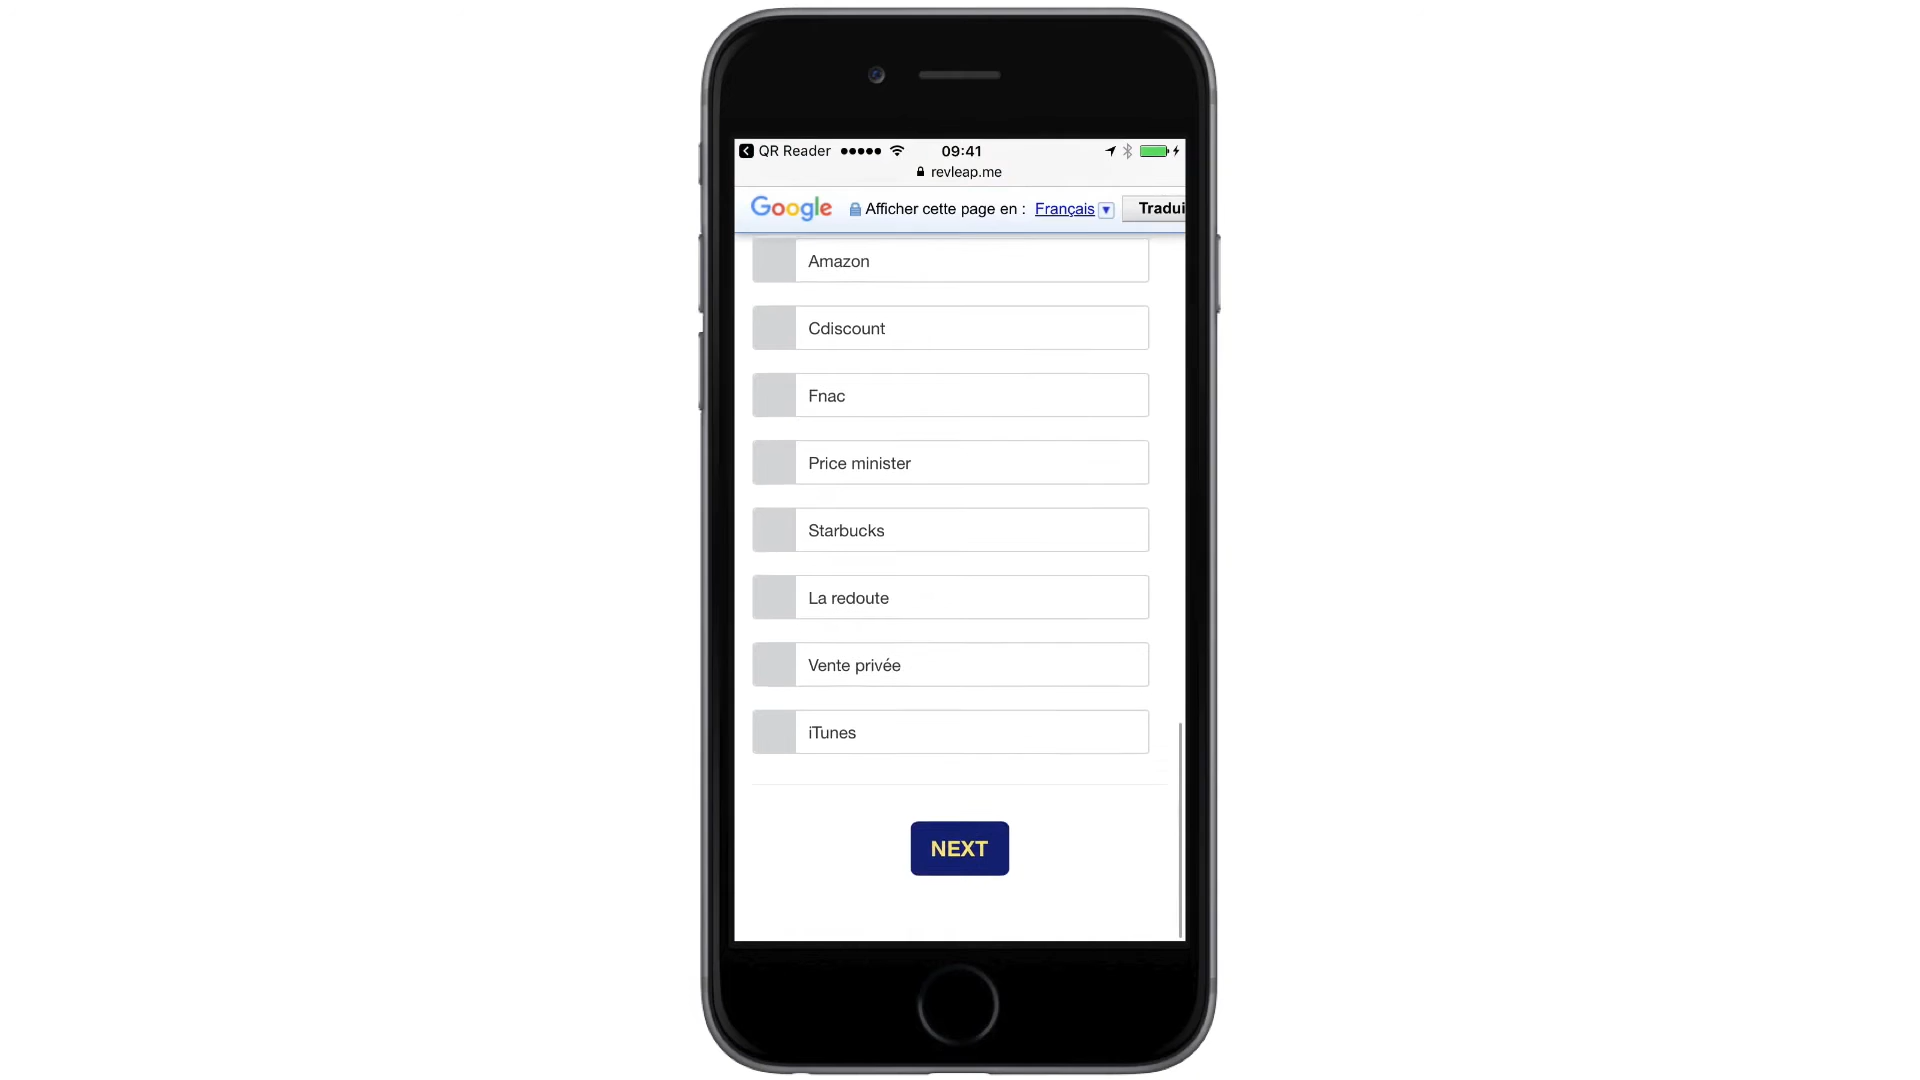 QR Reader 09:41
revleap.me
Google Afficher cette page en : Français Tradui
Amazon
Cdiscount
Fnac
Price minister
Starbucks
La redoute
Vente privée
iTunes
NEXT